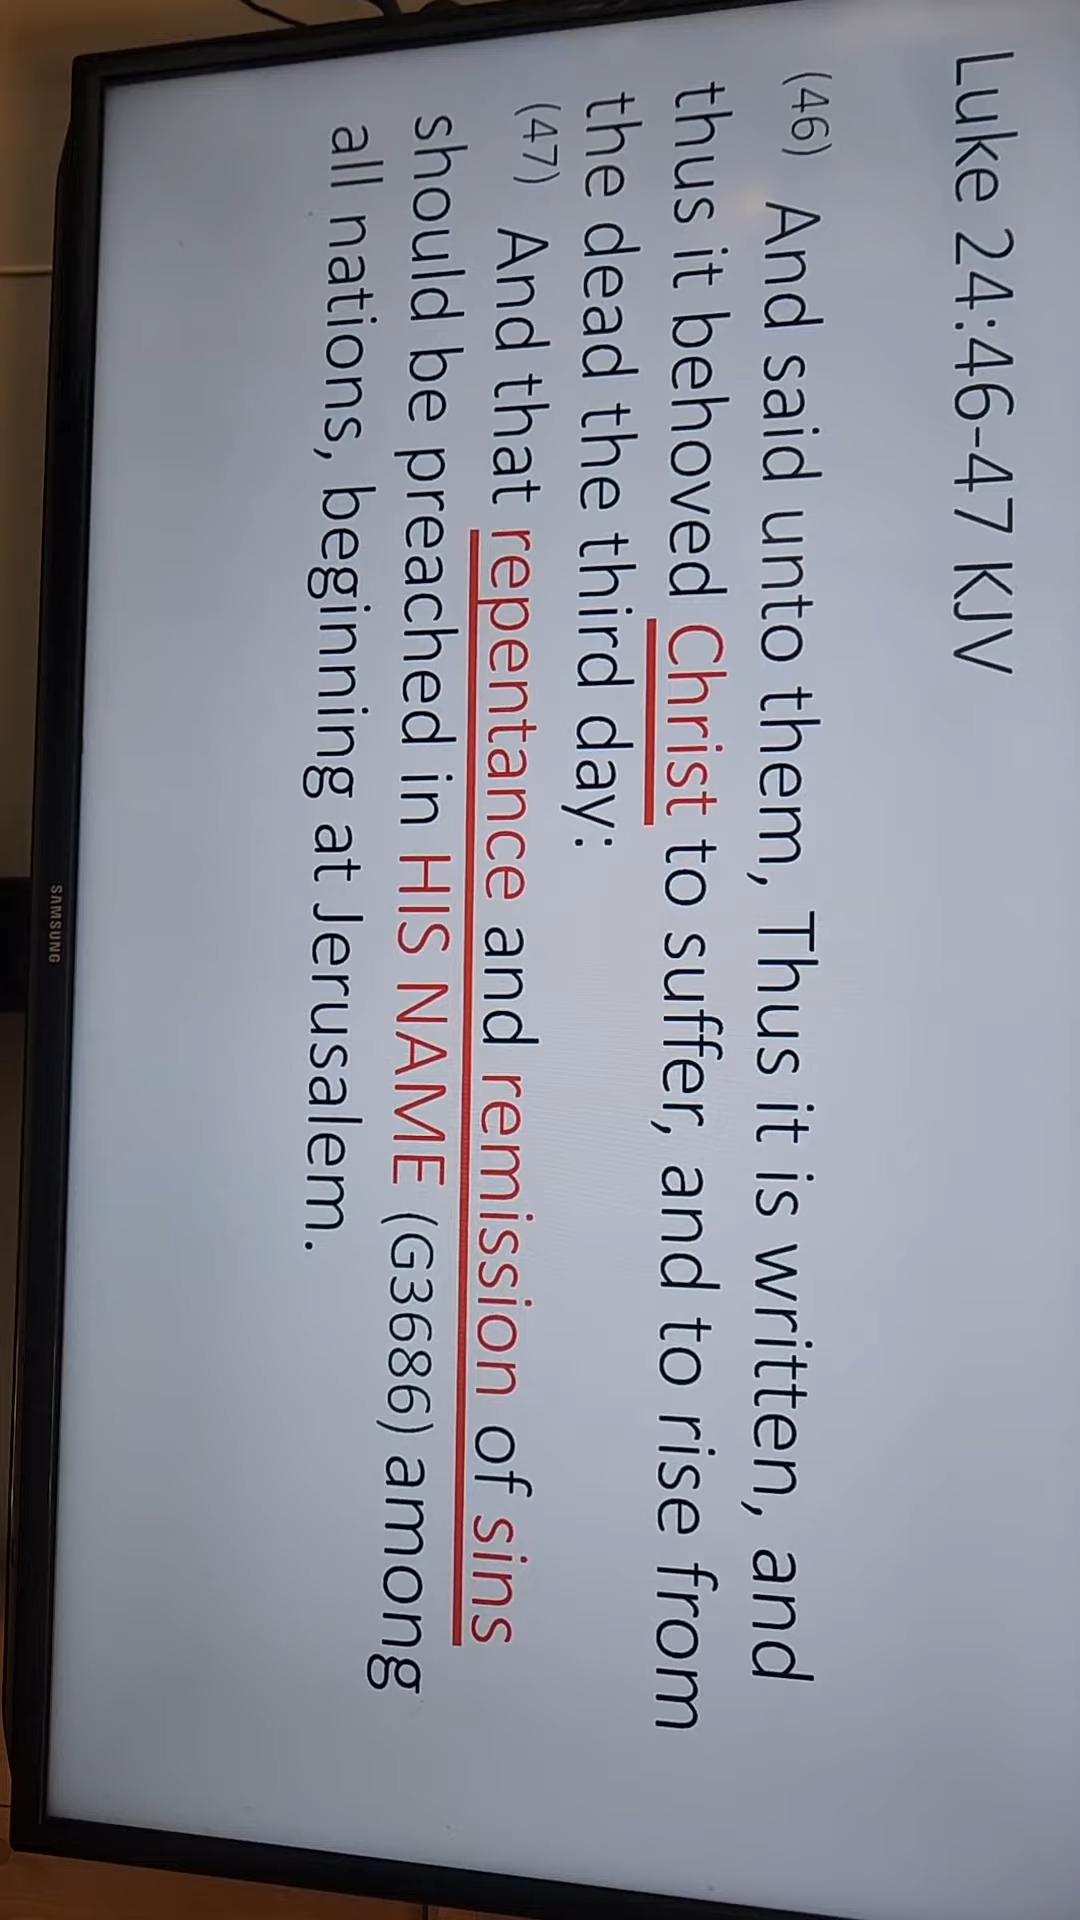 Luke 24:46-47 KJV
(46) And said unto them, Thus it is written, and
thus it behoved Christ to suffer, and to rise from
the dead the third day:
(47) And that repentance and remission of sins
should be preached in HIS NAME (G3686) among
all nations, beginning at Jerusalem.
SAMSUNG